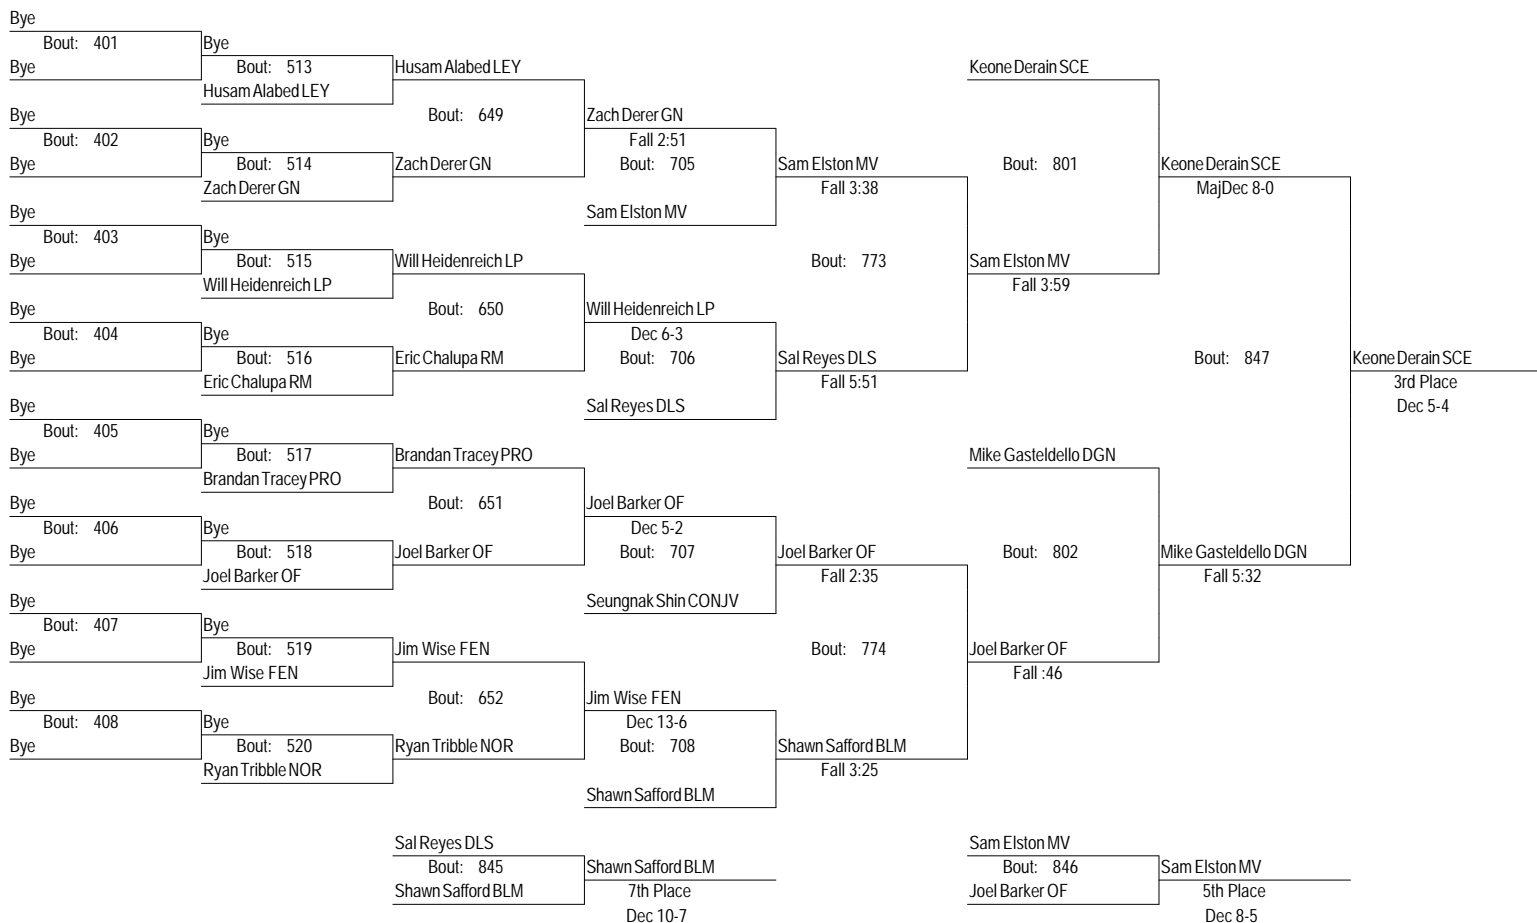 Bye
Bout: 401 Bye
Bye Bout: 513 Husam Alabed LEY Keone Derain SCE
Husam Alabed LEY
Bye Bout: 649 Zach Derer GN
Bout: 402 Bye Fall 2:51
Bye Bout: 514 Zach Derer GN Bout: 705 Sam Elston MV Bout: 801 Keone Derain SCE
Zach Derer GN Fall 3:38 MajDec 8-0
Bye Sam Elston MV
Bout: 403 Bye
Bye Bout: 515 Will Heidenreich LP Bout: 773 Sam Elston MV
Will Heidenreich LP Fall 3:59
Bye Bout: 650 Will Heidenreich LP
Bout: 404 Bye Dec 6-3
Bye Bout: 516 Eric Chalupa RM Bout: 706 Sal Reyes DLS Bout: 847 Keone Derain SCE
Eric Chalupa RM Fall 5:51 3rd Place
Bye Sal Reyes DLS Dec 5-4
Bout: 405 Bye
Bye Bout: 517 Brandan Tracey PRO Mike Gasteldello DGN
Brandan Tracey PRO
Bye Bout: 651 Joel Barker OF
Bout: 406 Bye Dec 5-2
Bye Bout: 518 Joel Barker OF Bout: 707 Joel Barker OF Bout: 802 Mike Gasteldello DGN
Joel Barker OF Fall 2:35 Fall 5:32
Bye Seungnak Shin CONJV
Bout: 407 Bye
Bye Bout: 519 Jim Wise FEN Bout: 774 Joel Barker OF
Jim Wise FEN Fall :46
Bye Bout: 652 Jim Wise FEN
Bout: 408 Bye Dec 13-6
Bye Bout: 520 Ryan Tribble NOR Bout: 708 Shawn Safford BLM
Ryan Tribble NOR Fall 3:25
Shawn Safford BLM
Sal Reyes DLS Sam Elston MV
Bout: 845 Shawn Safford BLM Bout: 846 Sam Elston MV
Shawn Safford BLM 7th Place Joel Barker OF 5th Place
Dec 10-7 Dec 8-5